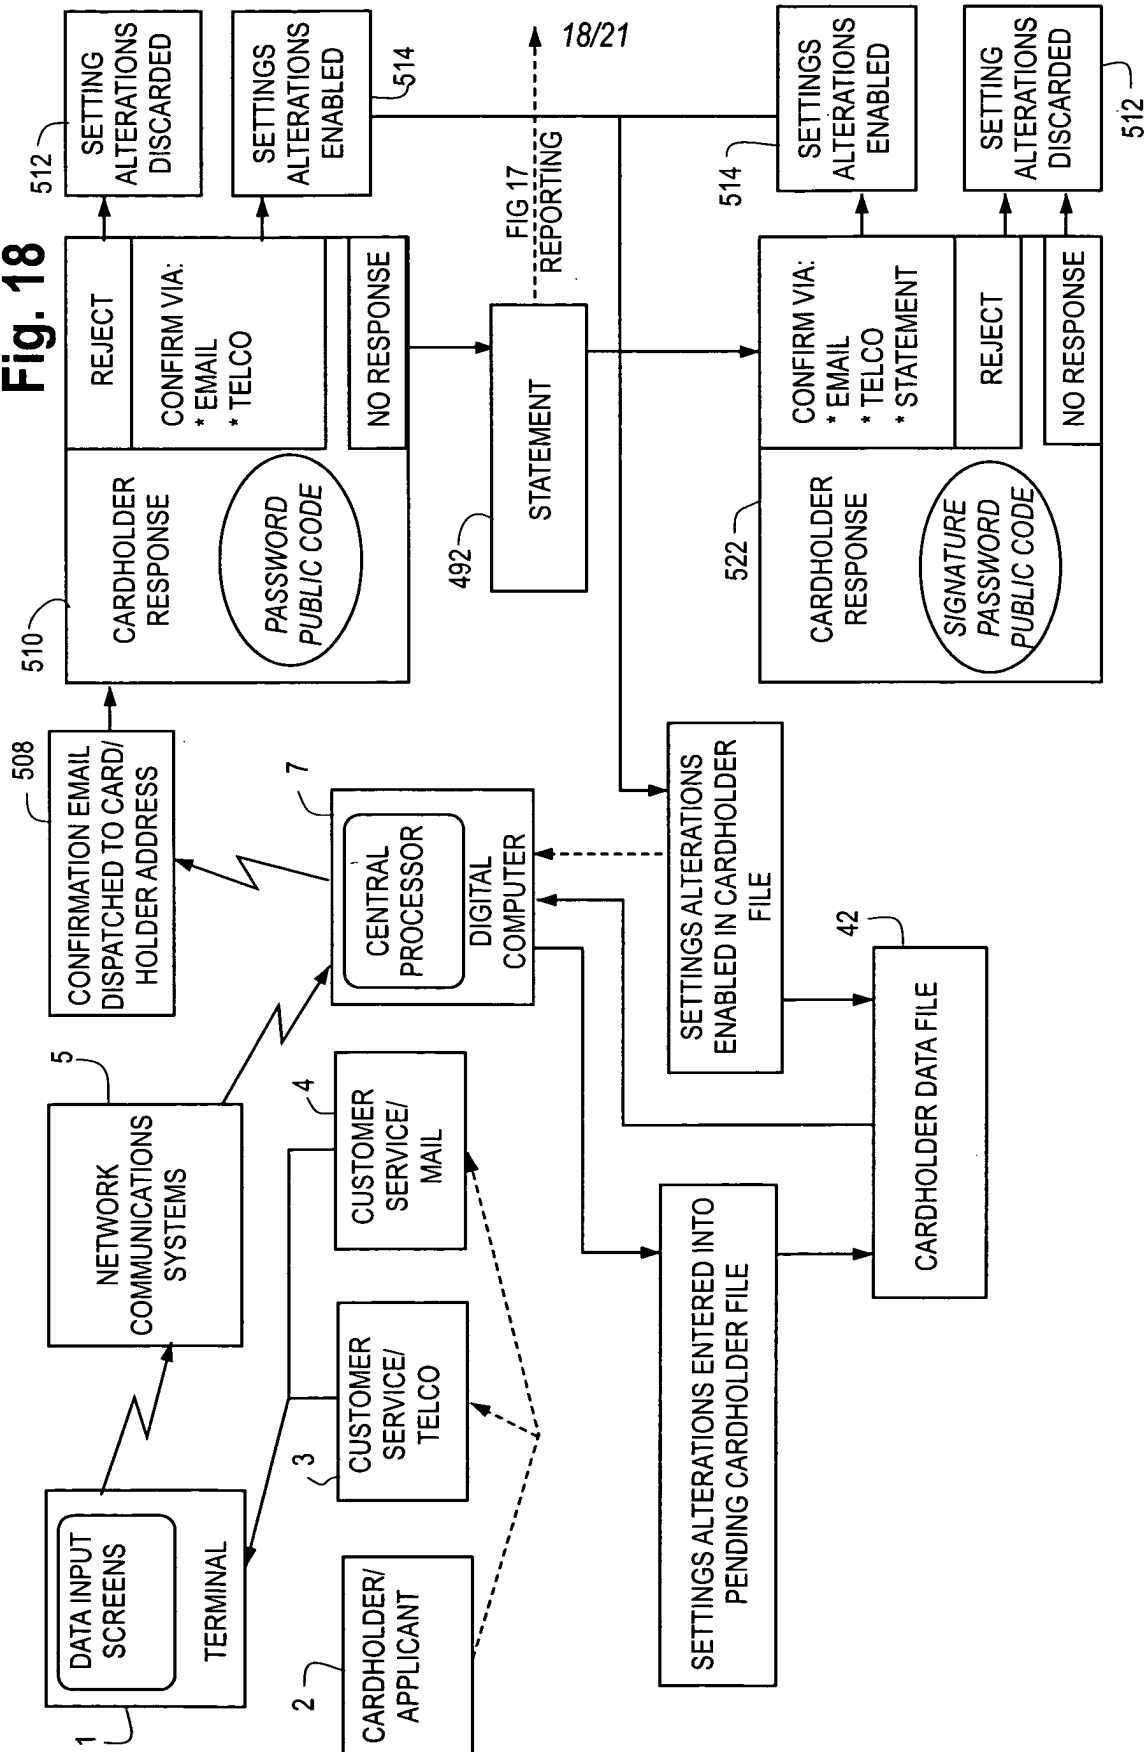 Fig. 18
1
DATA INPUT
SCREENS
TERMINAL
2
CARDHOLDER/
APPLICANT
3
CUSTOMER
SERVICE/
TELCO
4
CUSTOMER
SERVICE/
MAIL
5
NETWORK
COMMUNICATIONS
SYSTEMS
7
CENTRAL
PROCESSOR
DIGITAL
COMPUTER
508
CONFIRMATION EMAIL
DISPATCHED TO CARD/
HOLDER ADDRESS
510
CARDHOLDER
RESPONSE
PASSWORD
PUBLIC CODE
REJECT
CONFIRM VIA:
* EMAIL
* TELCO
NO RESPONSE
512
SETTING
ALTERATIONS
DISCARDED
SETTINGS
ALTERATIONS
ENABLED
514
492
STATEMENT
FIG 17
REPORTING
18/21
SETTINGS ALTERATIONS ENTERED INTO
PENDING CARDHOLDER FILE
SETTINGS ALTERATIONS
ENABLED IN CARDHOLDER
FILE
42
CARDHOLDER DATA FILE
522
CARDHOLDER
RESPONSE
SIGNATURE
PASSWORD
PUBLIC CODE
CONFIRM VIA:
* EMAIL
* TELCO
* STATEMENT
REJECT
NO RESPONSE
514
SETTINGS
ALTERATIONS
ENABLED
SETTING
ALTERATIONS
DISCARDED
512